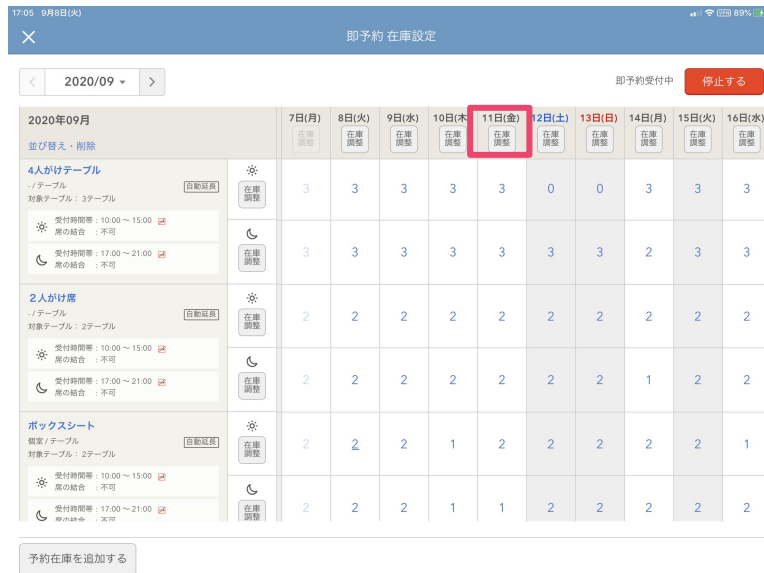 17:05 9月8日(火)
VPN 89%
即予約 在庫設定
2020/09
即予約受付中
停止する
2020年09月
並び替え・削除
7日(月) 8日(火) 9日(水) 10日(木 11日(金) 12日(土) 13日(日) 14日(月) 15日(火) 16日(水
在庫 在庫 在庫 在庫 在庫 在庫 在庫 在庫 在庫 在庫
調整 調整 調整 調整 調整 調整 調整 調整 調整 調整
4人がけテーブル
- / テーブル 自動延長
対象テーブル： 3テーブル
受付時間帯：10:00 〜 15:00
席の結合 ：不可
受付時間帯：17:00 〜 21:00
席の結合 ：不可
在庫
調整
3 3 3 3 3 0 0 3 3 3
在庫
調整
3 3 3 3 3 3 3 2 3 3
２人がけ席
- / テーブル 自動延長
対象テーブル： 2テーブル
受付時間帯：10:00 〜 15:00
席の結合 ：不可
受付時間帯：17:00 〜 21:00
席の結合 ：不可
在庫
調整
2 2 2 2 2 2 2 2 2 2
在庫
調整
2 2 2 2 2 2 2 1 2 2
ボックスシート
個室 / テーブル 自動延長
対象テーブル： 2テーブル
受付時間帯：10:00 〜 15:00
席の結合 ：不可
受付時間帯：17:00 〜 21:00
席の結合 ：不可
在庫
調整
2 2 2 1 2 2 2 2 2 1
在庫
調整
2 2 2 1 1 2 2 2 2 2
予約在庫を追加する